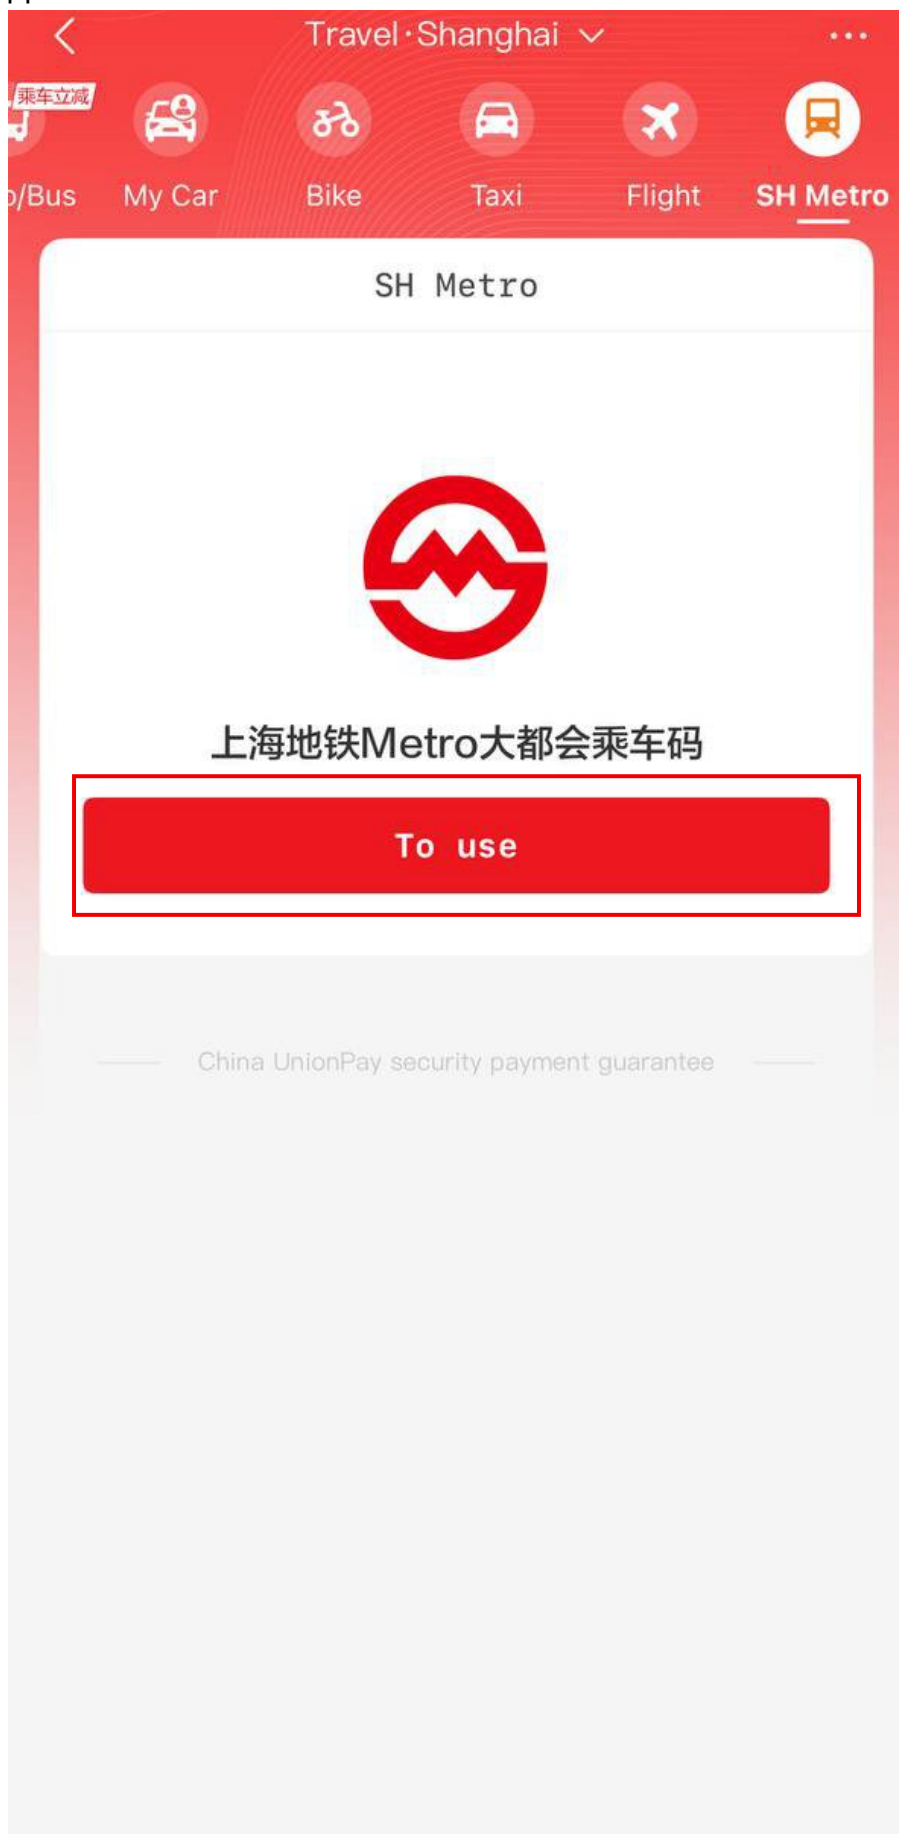 Travel·Shanghai
乘车立减
/Bus My Car Bike Taxi Flight SH Metro
SH Metro
上海地铁Metro大都会乘车码
To use
China UnionPay security payment guarantee